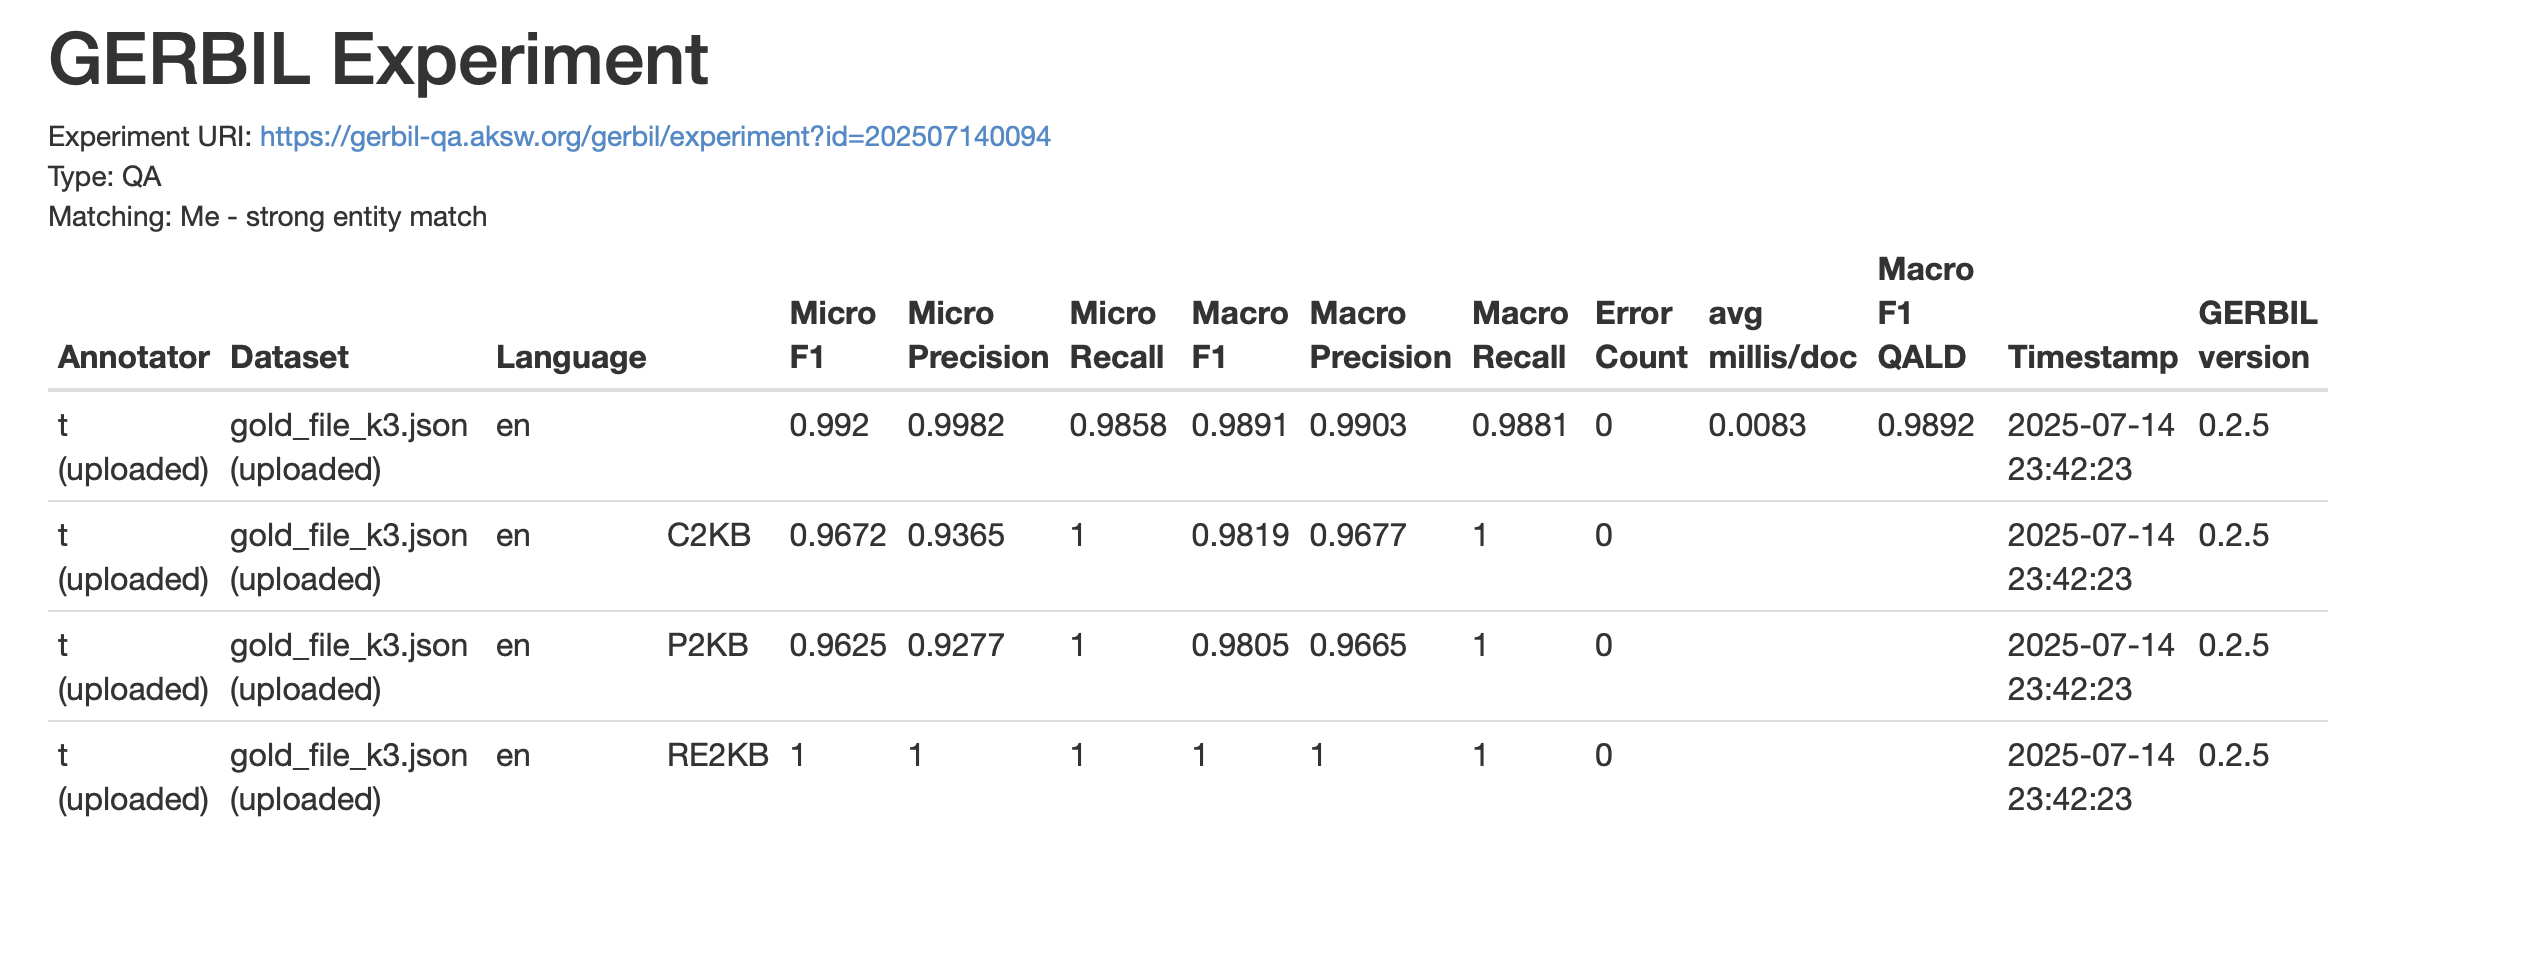 GERBIL Experiment
Experiment URI: https://gerbil-qa.aksw.org/gerbil/experiment?id=202507140094
Type: QA
Matching: Me - strong entity match
Annotator Dataset Language Micro F1 Micro Precision Micro Recall Macro F1 Macro Precision Macro Recall Error Count avg millis/doc Macro F1 QALD Timestamp GERBIL version
t (uploaded) gold_file_k3.json (uploaded) en 0.992 0.9982 0.9858 0.9891 0.9903 0.9881 0 0.0083 0.9892 2025-07-14 23:42:23 0.2.5
t (uploaded) gold_file_k3.json (uploaded) en C2KB 0.9672 0.9365 1 0.9819 0.9677 1 0 2025-07-14 23:42:23 0.2.5
t (uploaded) gold_file_k3.json (uploaded) en P2KB 0.9625 0.9277 1 0.9805 0.9665 1 0 2025-07-14 23:42:23 0.2.5
t (uploaded) gold_file_k3.json (uploaded) en RE2KB 1 1 1 1 1 1 0 2025-07-14 23:42:23 0.2.5